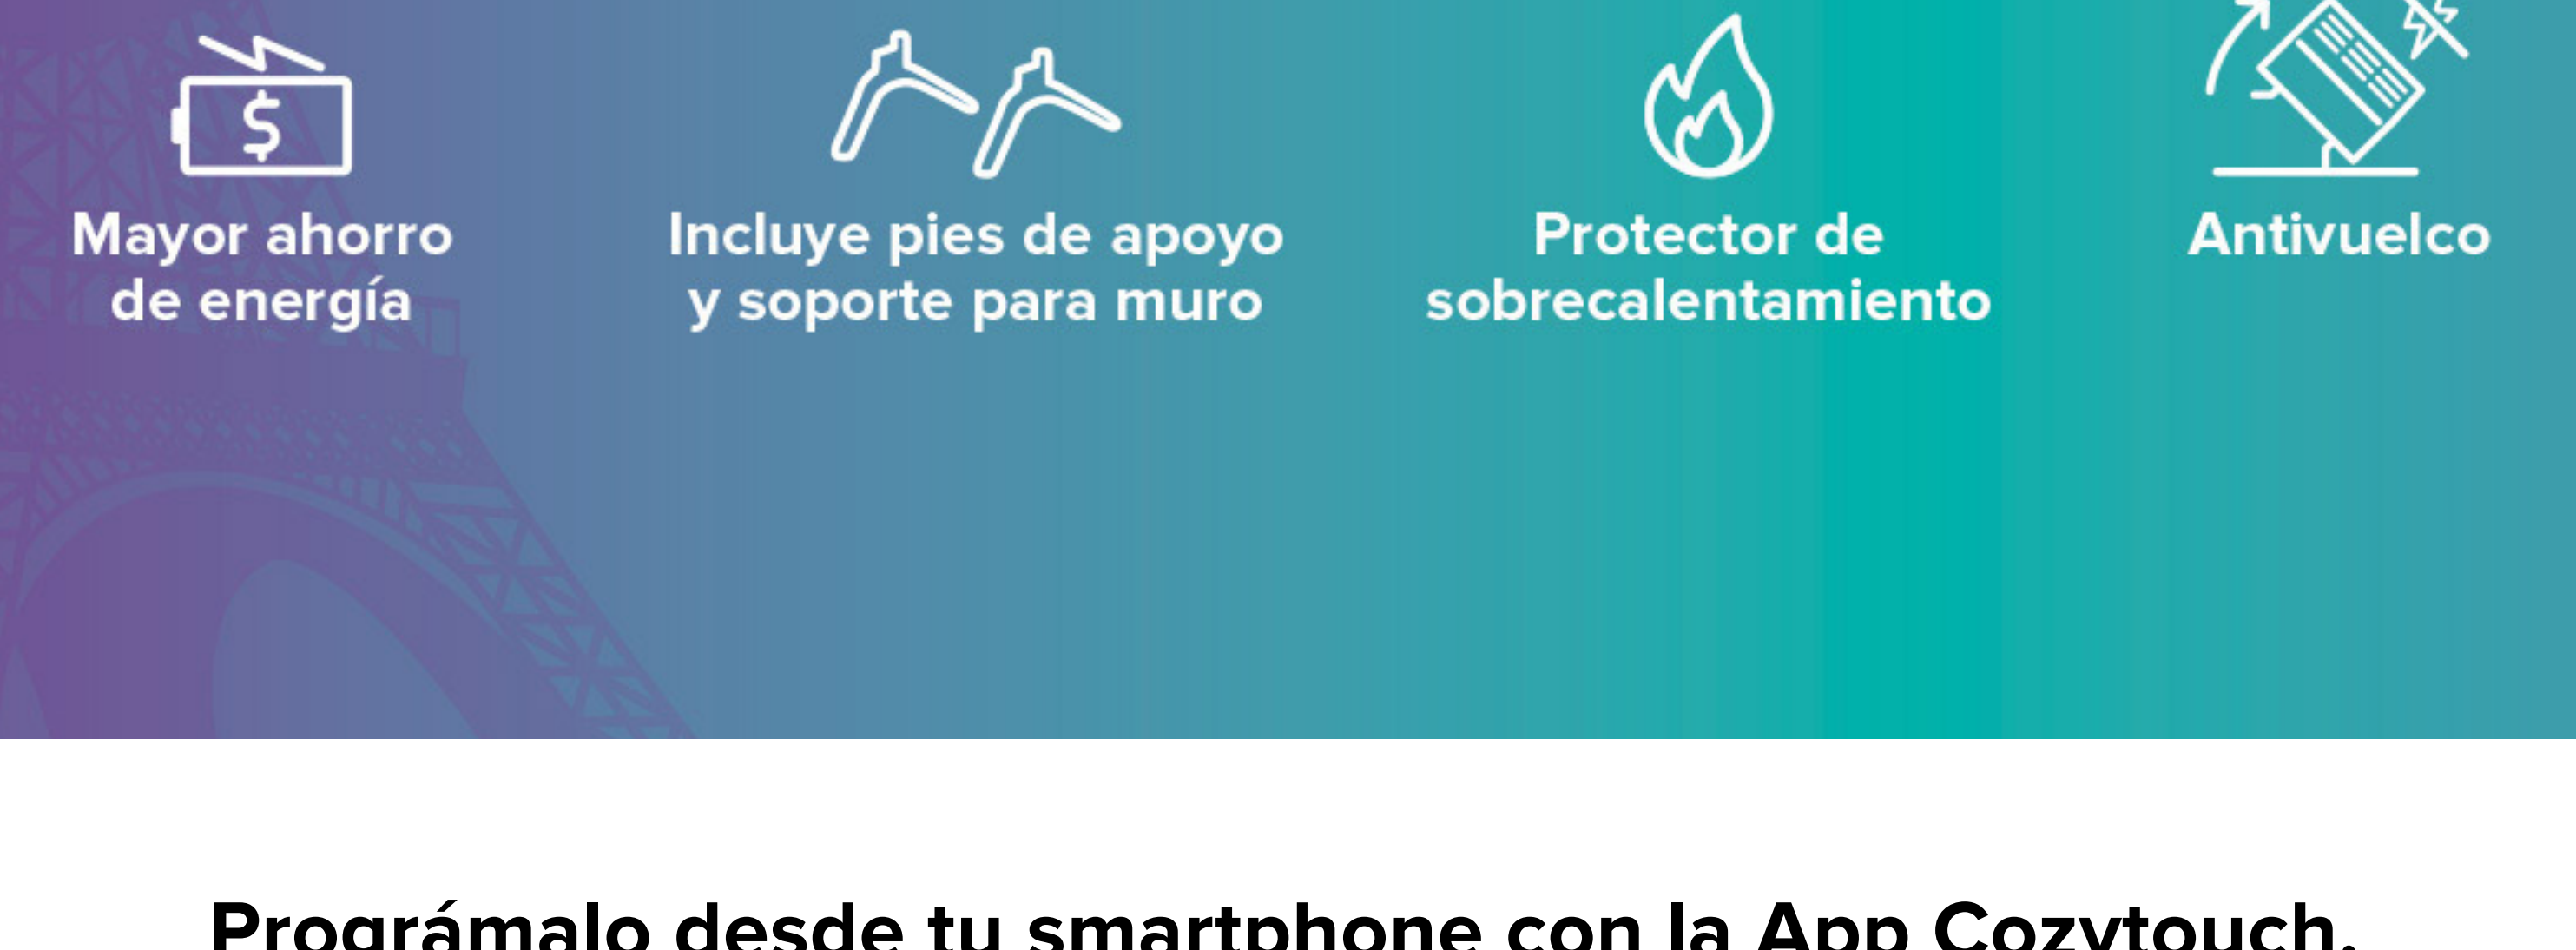 $
Mayor ahorro
de energía
Incluye pies de apoyo
y soporte para muro
Protector de
sobrecalentamiento
Antivuelco
Prográmalo desde tu smartphone con la App Cozytouch.